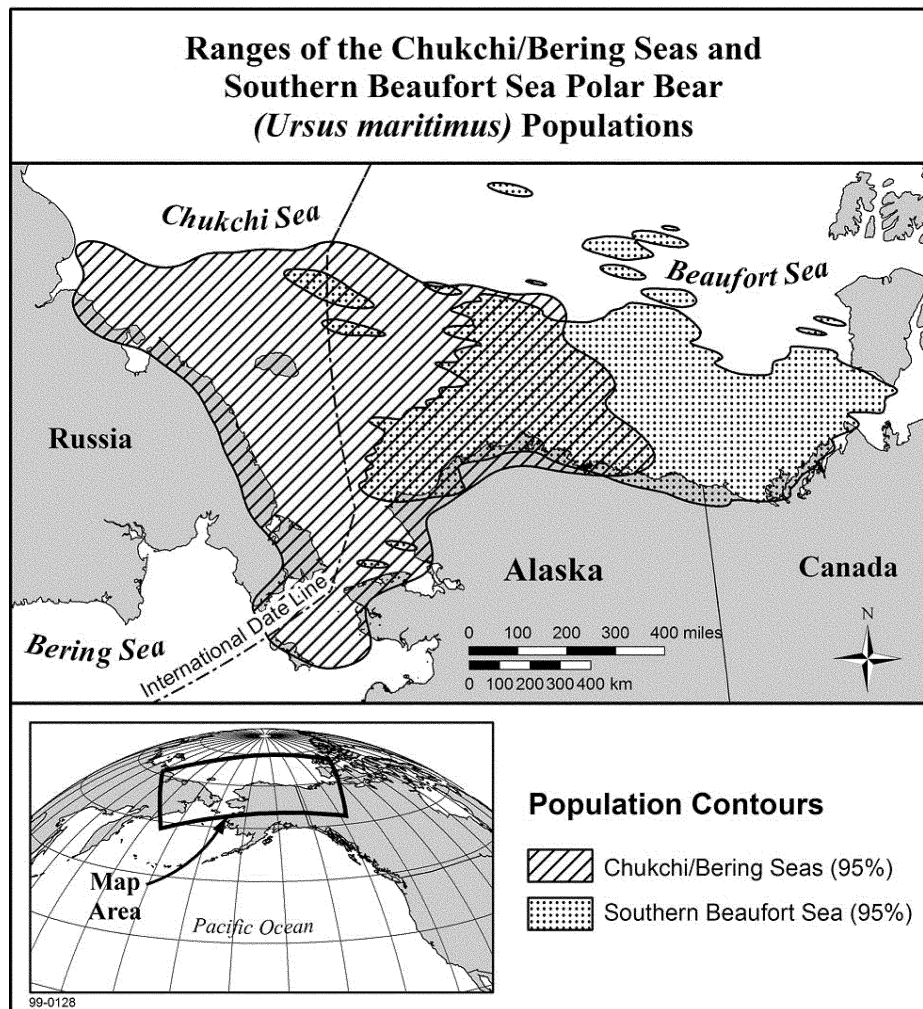 Ranges of the Chukchi/Bering Seas and
Southern Beaufort Sea Polar Bear
(Ursus maritimus) Populations
Chukchi Sea
Beaufort Sea
Russia
Alaska
Canada
Bering Sea
International Date Line
N
0 100 200 300 400 miles
0 100 200 300 400 km
Map
Area
Pacific Ocean
99-0128
Population Contours
Chukchi/Bering Seas (95%)
Southern Beaufort Sea (95%)